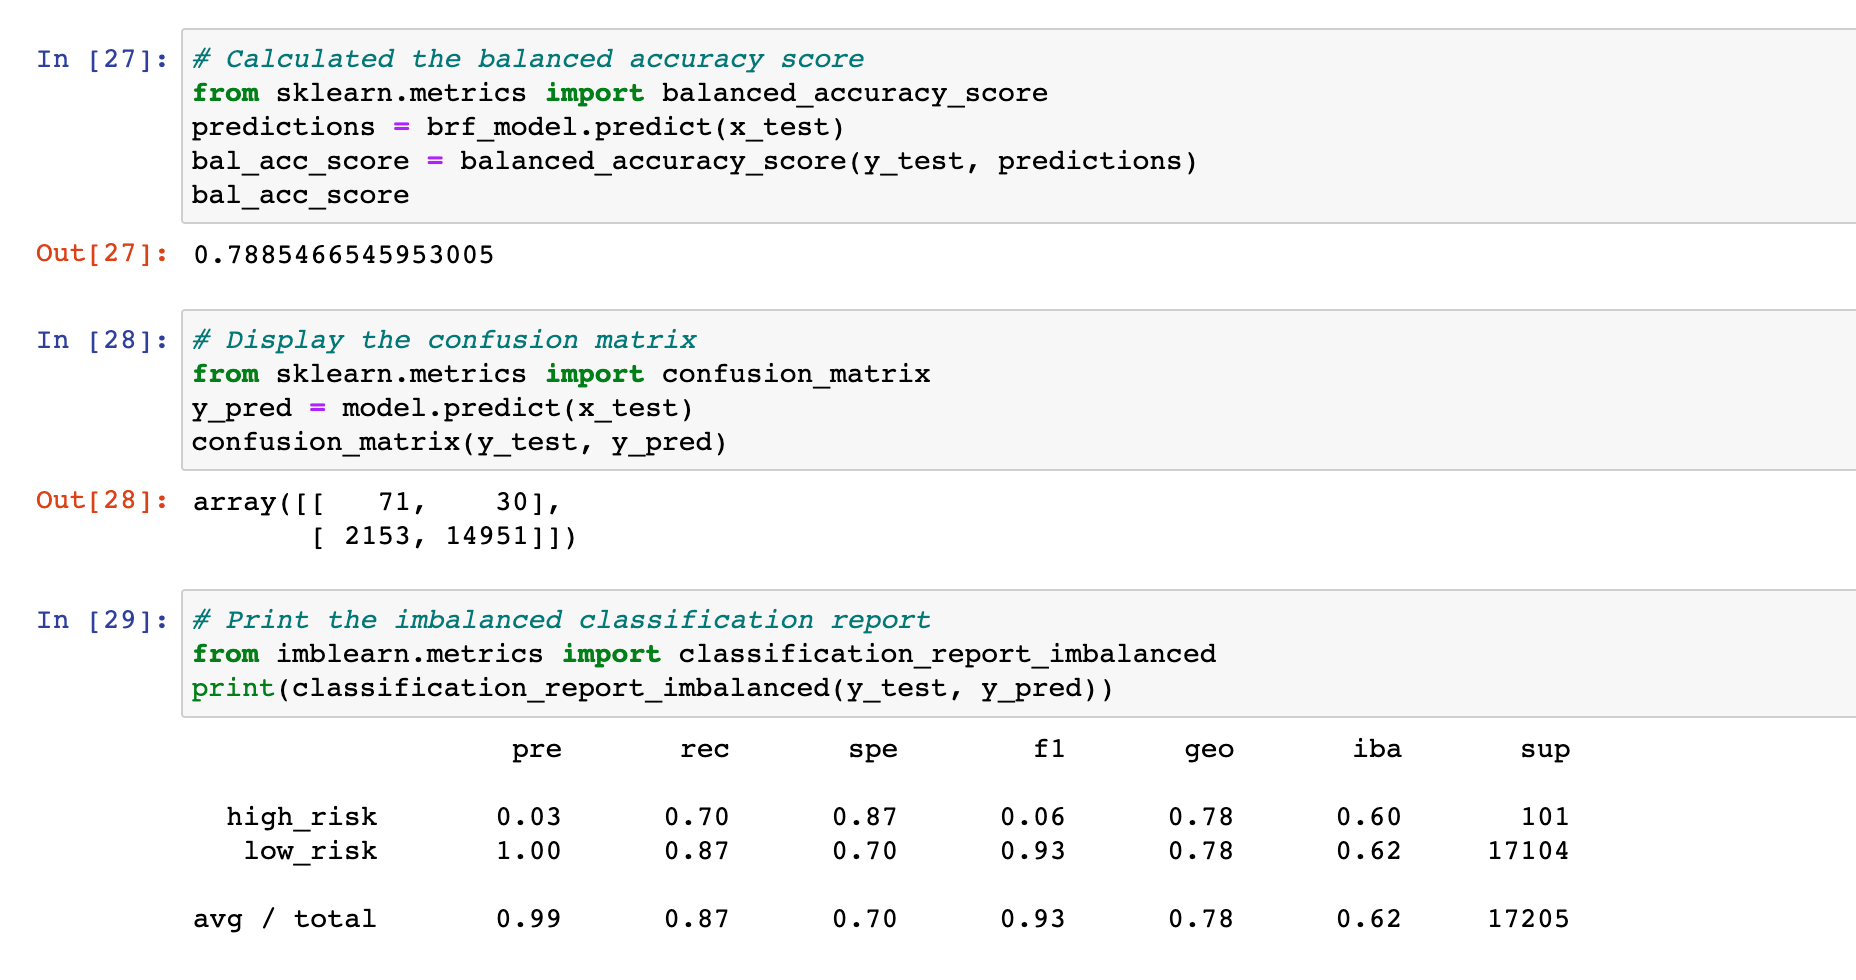 In [27]: # Calculated the balanced accuracy score
from sklearn.metrics import balanced_accuracy_score
predictions = brf_model.predict(x_test)
bal_acc_score = balanced_accuracy_score(y_test, predictions)
bal_acc_score
Out[27]: 0.7885466545953005
In [28]: # Display the confusion matrix
from sklearn.metrics import confusion_matrix
y_pred = model.predict(x_test)
confusion_matrix(y_test, y_pred)
Out[28]: array([[   71,    30],
       [ 2153, 14951]])
In [29]: # Print the imbalanced classification report
from imblearn.metrics import classification_report_imbalanced
print(classification_report_imbalanced(y_test, y_pred))
pre rec spe f1 geo iba sup
high_risk 0.03 0.70 0.87 0.06 0.78 0.60 101
low_risk 1.00 0.87 0.70 0.93 0.78 0.62 17104
avg / total 0.99 0.87 0.70 0.93 0.78 0.62 17205